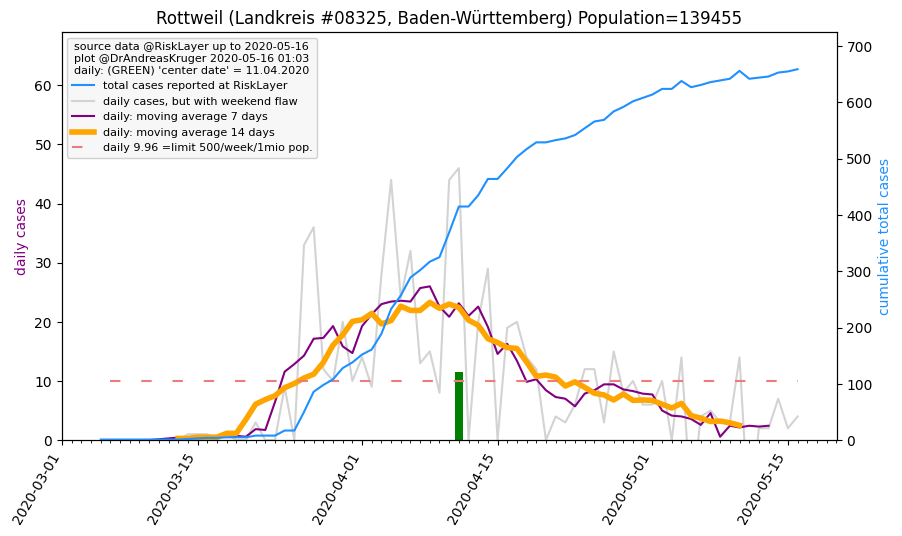 Rottweil (Landkreis #08325, Baden-Württemberg) Population=139455
source data @RiskLayer up to 2020-05-16
plot @DrAndreasKruger 2020-05-16 01:03
daily: (GREEN) 'center date' = 11.04.2020
total cases reported at RiskLayer
daily cases, but with weekend flaw
daily: moving average 7 days
daily: moving average 14 days
daily 9.96 =limit 500/week/1mio pop.
daily cases
60
50
40
30
20
10
0
700
600
500
400
300
200
100
0
cumulative total cases
2020-03-01
2020-03-15
2020-04-01
2020-04-15
2020-05-01
2020-05-15